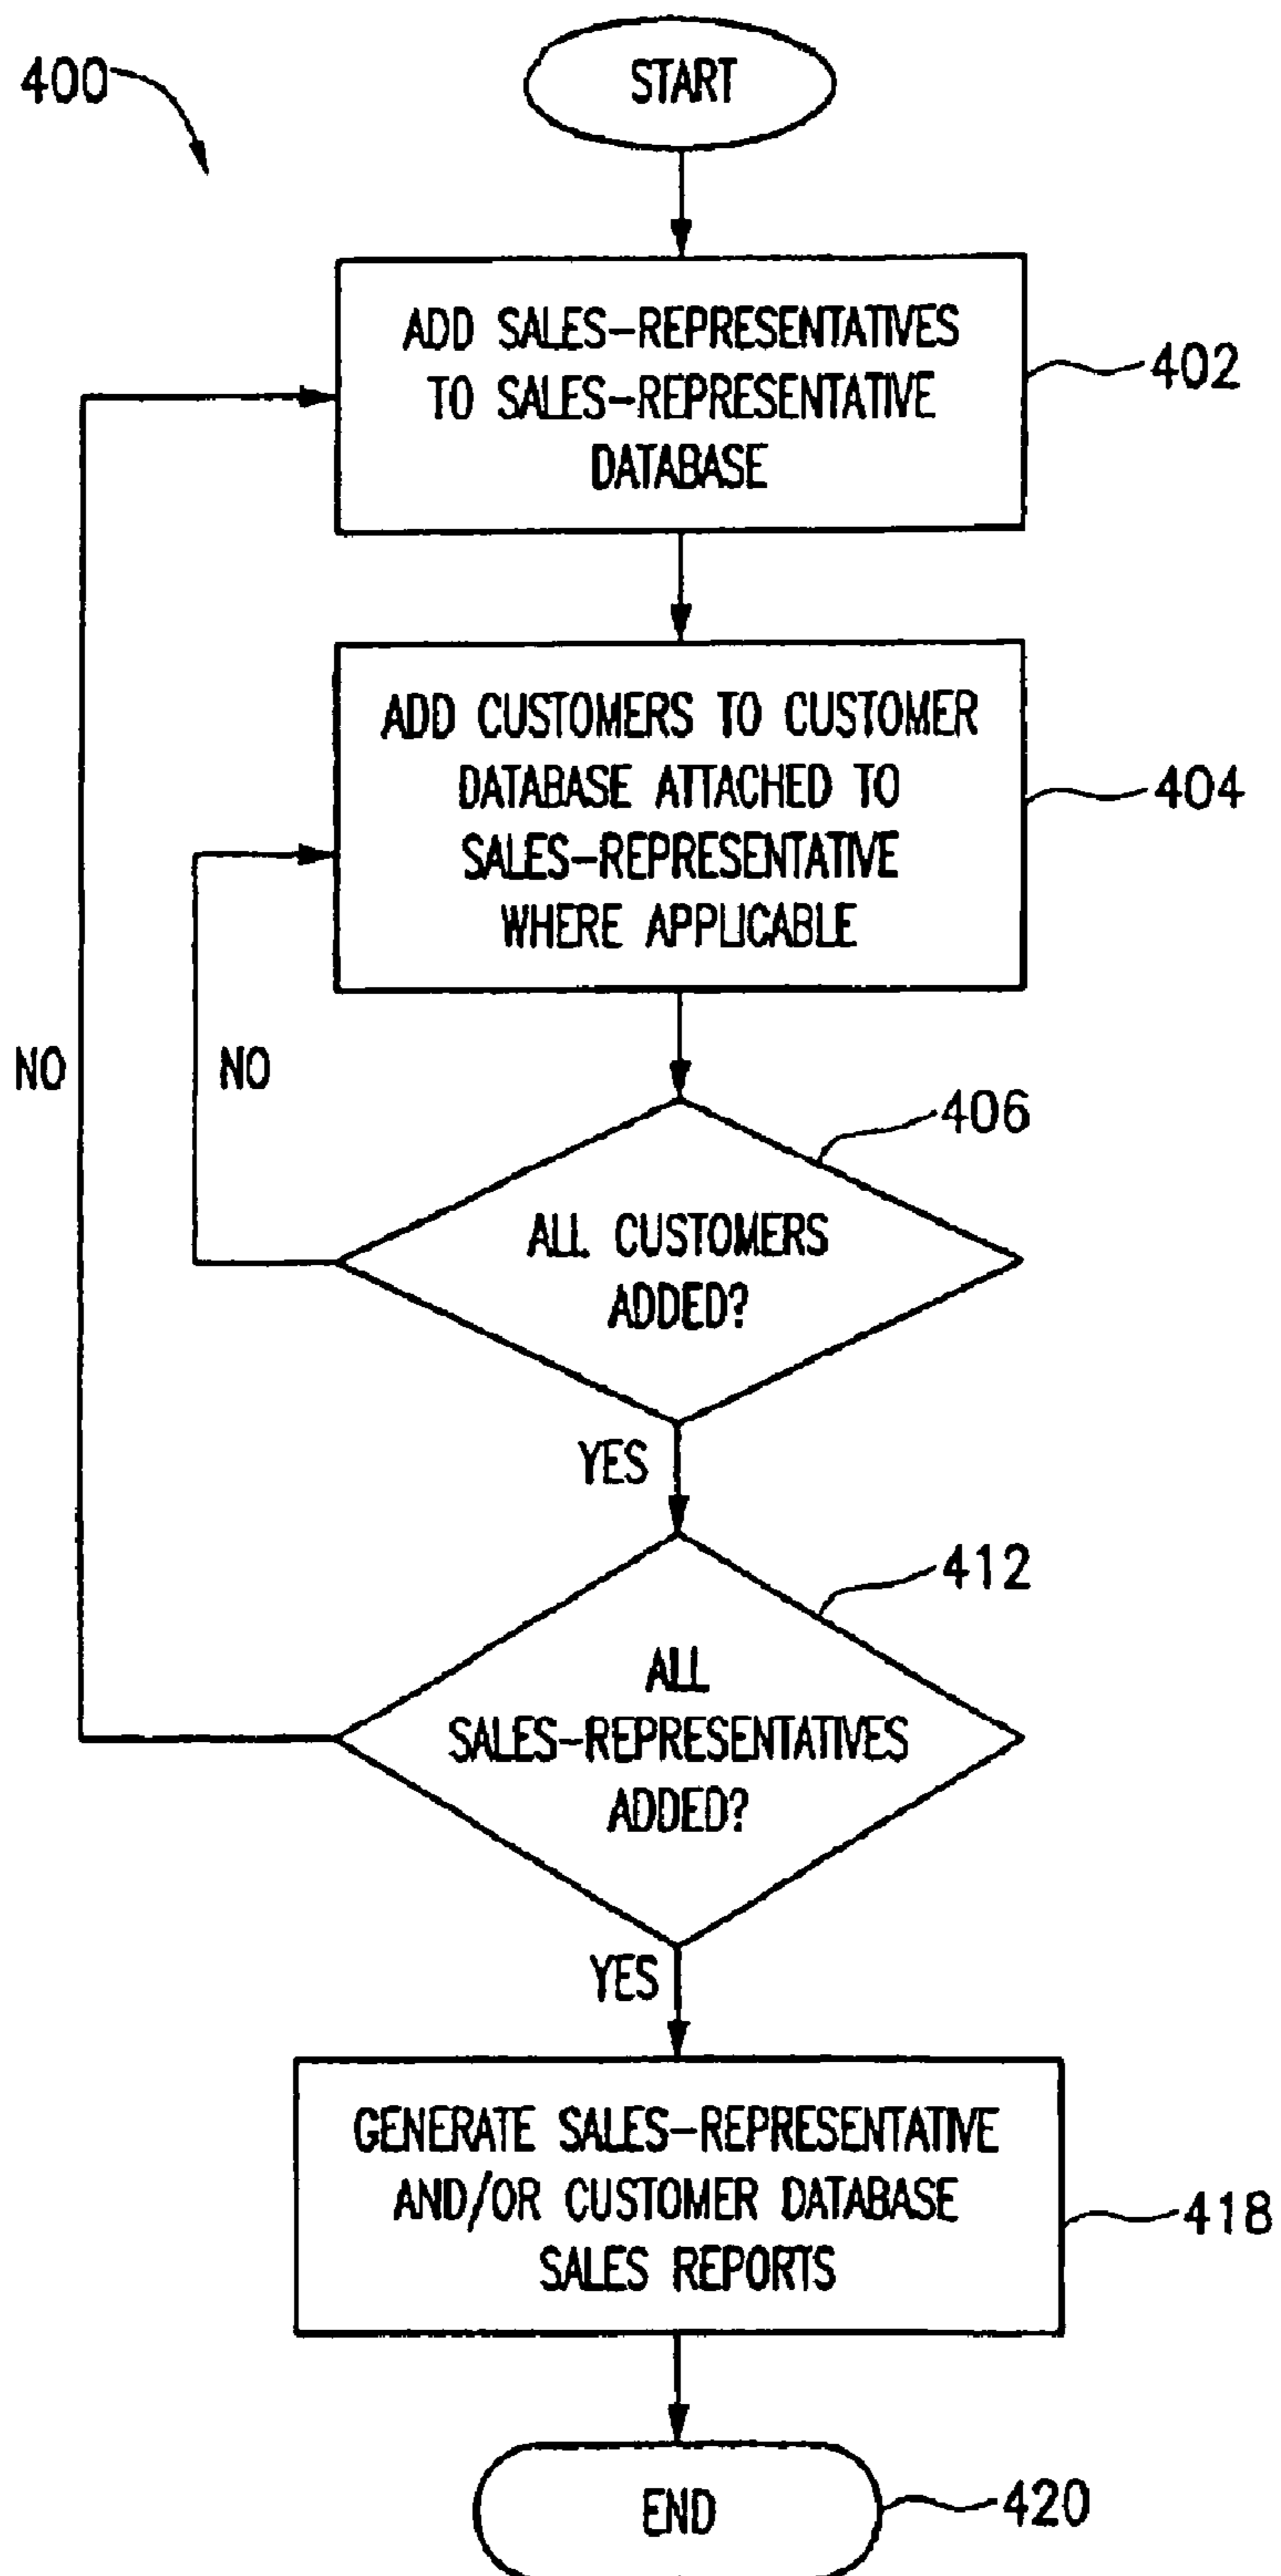 400
START
ADD SALES-REPRESENTATIVES
TO SALES-REPRESENTATIVE
DATABASE
402
ADD CUSTOMERS TO CUSTOMER
DATABASE ATTACHED TO
SALES-REPRESENTATIVE
WHERE APPLICABLE
404
NO
NO
406
ALL CUSTOMERS
ADDED?
YES
412
ALL
SALES-REPRESENTATIVES
ADDED?
YES
GENERATE SALES-REPRESENTATIVE
AND/OR CUSTOMER DATABASE
SALES REPORTS
418
END
420